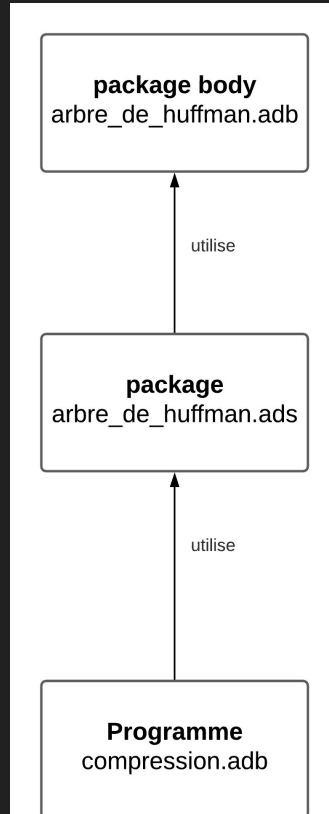 package body
arbre_de_huffman.adb
utilise
package
arbre_de_huffman.ads
utilise
Programme
compression.adb